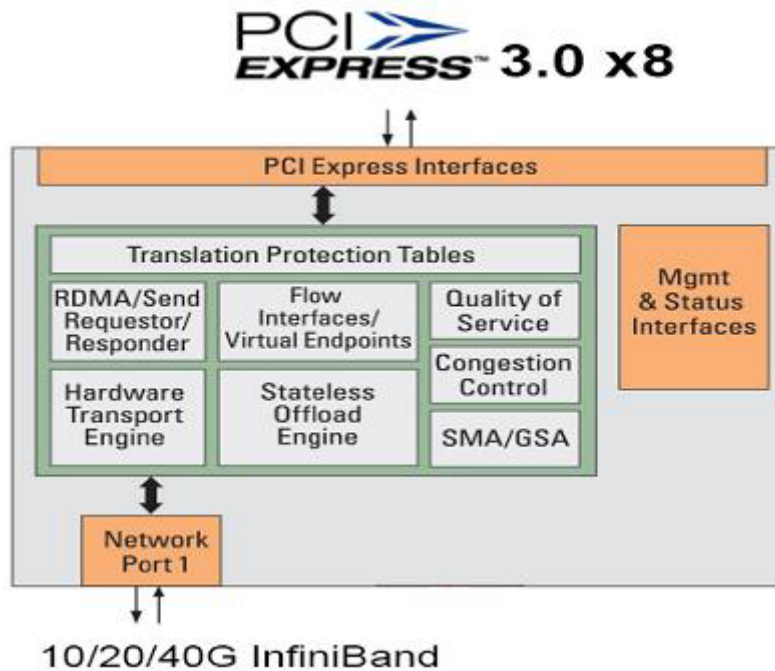 PCI
EXPRESS™ 3.0 x8
PCI Express Interfaces
Translation Protection Tables
RDMA/Send
Requestor/
Responder
Flow
Interfaces/
Virtual Endpoints
Quality of
Service
Mgmt
& Status
Interfaces
Congestion
Control
Hardware
Transport
Engine
Stateless
Offload
Engine
SMA/GSA
Network
Port 1
10/20/40G InfiniBand